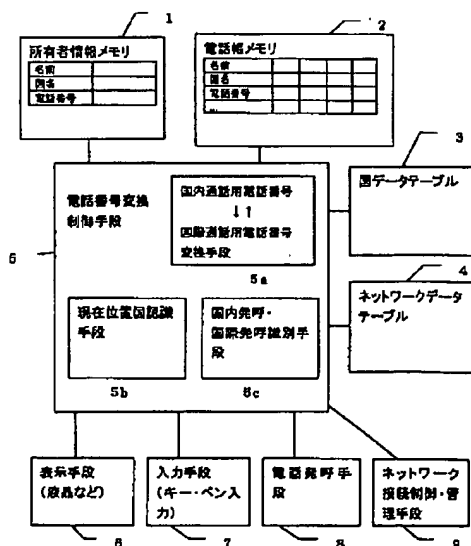 1
2
所有者情報メモリ
名前
国名
電話番号
電話帳メモリ
名前
国名
電話番号
...
3
国データテーブル
4
ネットワークデータ
テーブル
電話番号変換
制御手段
5
国内通話用電話番号
↓↑
国際通話用電話番号
変換手段
5a
現在位置国認識
手段
5b
国内発呼・
国際発呼識別手段
5c
表示手段
(液晶など)
6
入力手段
(キー・ペン入
力)
7
電話発呼手
段
8
ネットワーク
接続制御・管
理手段
9